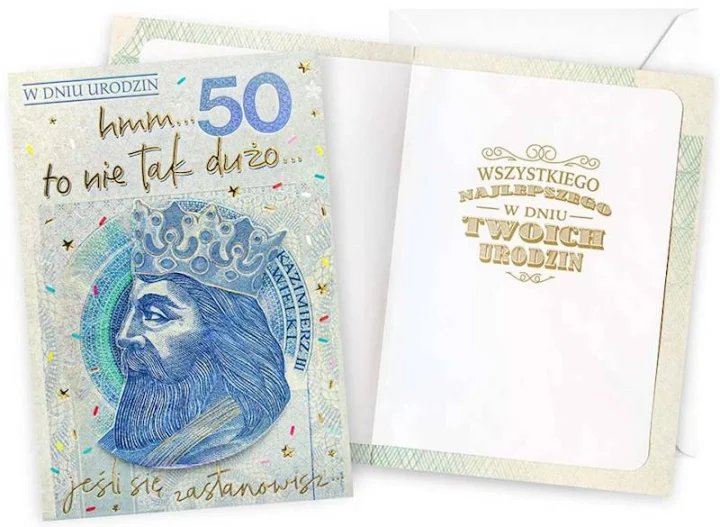 W DNIU URODZIN
hmm... 50
to nie tak dużo...
KAZIMIERZ III
WIELKI
jeśli się zastanowisz...
WSZYSTKIEGO
NAJLEPSZEGO
W DNIU
TWOICH
URODZIN